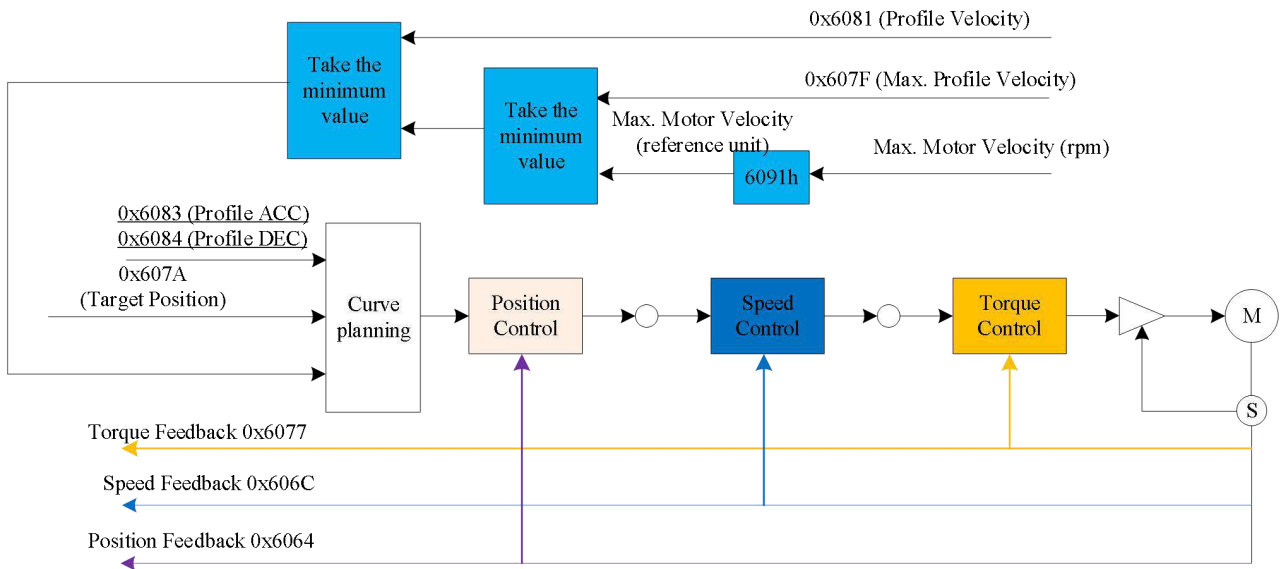 0x6081 (Profile Velocity)
Take the
minimum
value
0x607F (Max. Profile Velocity)
Take the
minimum
value
Max. Motor Velocity
(reference unit)
6091h
Max. Motor Velocity (rpm)
0x6083 (Profile ACC)
0x6084 (Profile DEC)
0x607A
(Target Position)
Curve
planning
Position
Control
Speed
Control
Torque
Control
M
S
Torque Feedback 0x6077
Speed Feedback 0x606C
Position Feedback 0x6064